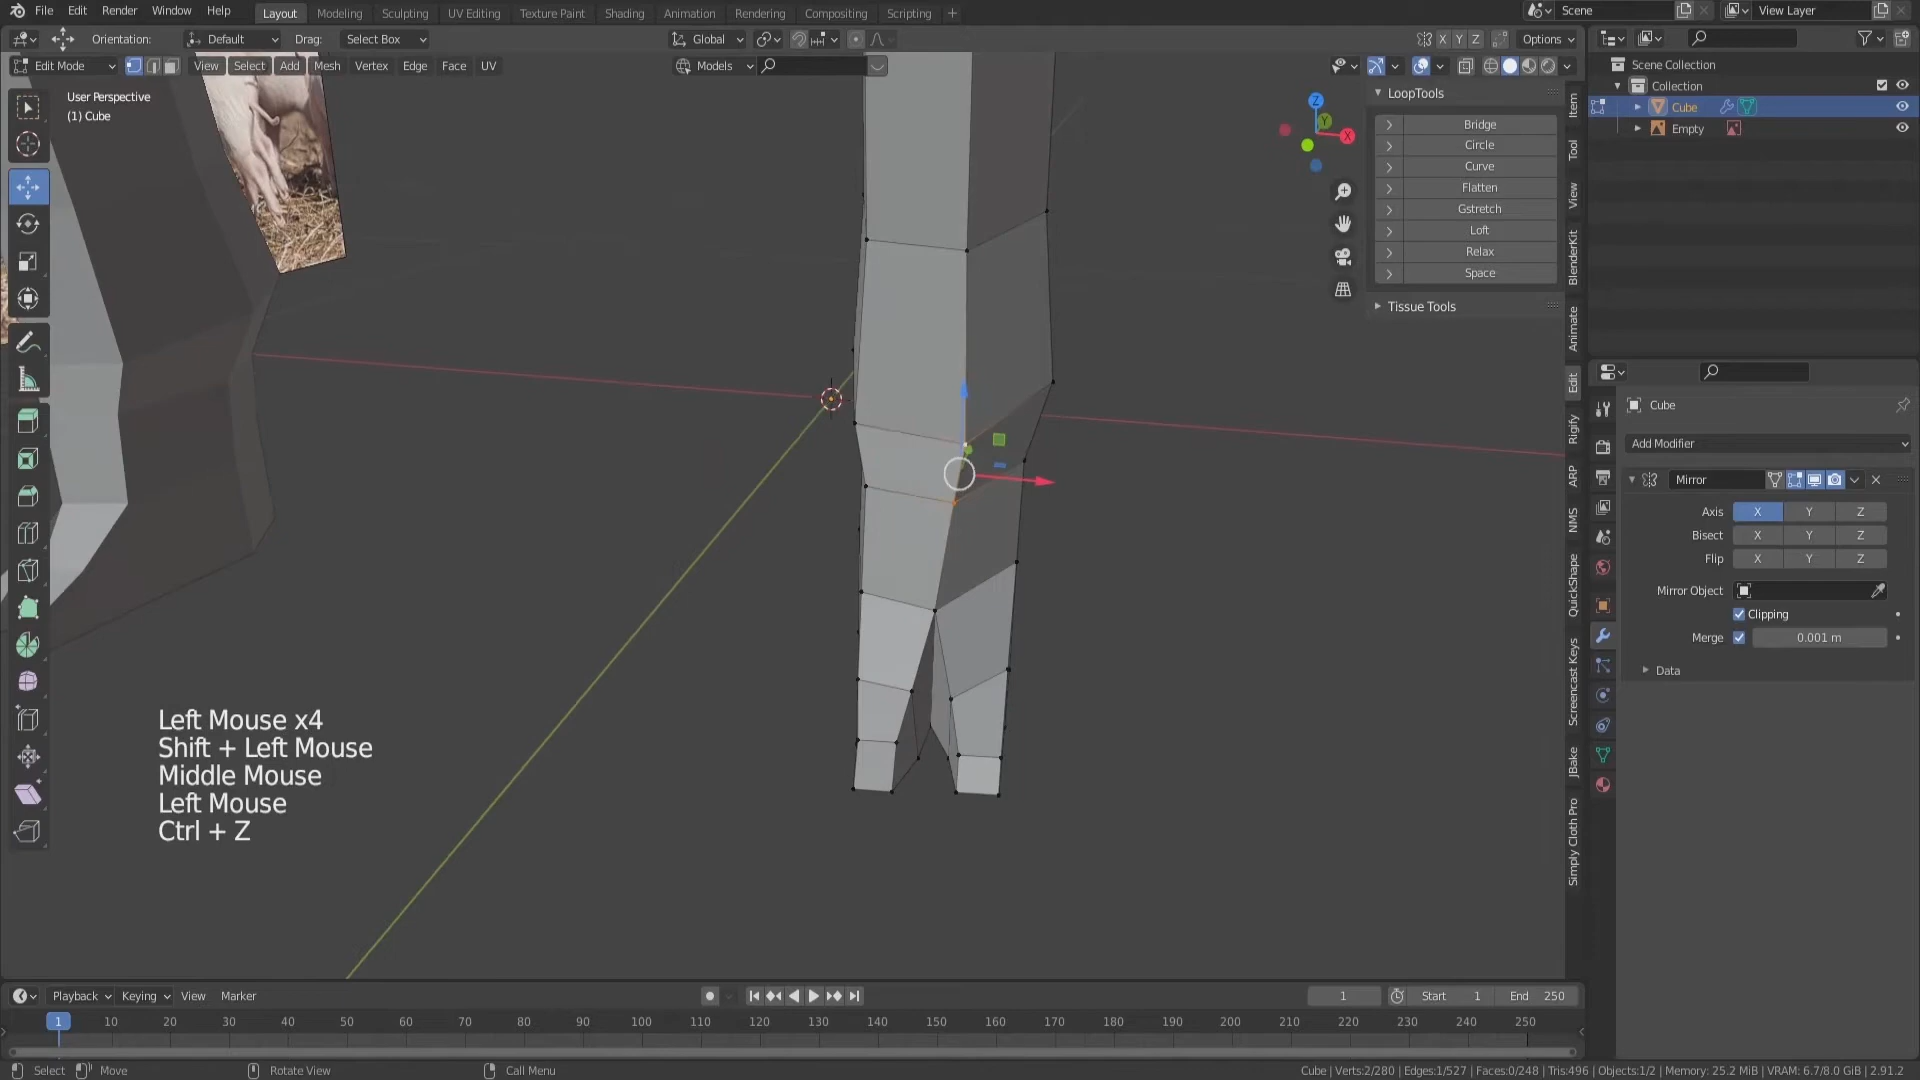 File Edit Render Window Help
Layout Modeling Sculpting UV Editing Texture Paint Shading Animation Rendering Compositing Scripting +
Scene
View Layer
Orientation: Default Drag: Select Box
Global
X Y Z Options
Edit Mode View Select Add Mesh Vertex Edge Face UV
Models
User Perspective
(1) Cube
Z
Y
X
LoopTools
Bridge
Circle
Curve
Flatten
Gstretch
Loft
Relax
Space
Tissue Tools
Item
Tool
View
BlenderKit
Animate
Edit
Rigify
ARP
NMS
QuickShape
Screencast Keys
JBake
Simply Cloth Pro
Scene Collection
Collection
Cube
Empty
Cube
Add Modifier
Mirror
Axis X Y Z
Bisect X Y Z
Flip X Y Z
Mirror Object
Clipping
Merge 0.001 m
Data
Left Mouse x4
Shift + Left Mouse
Middle Mouse
Left Mouse
Ctrl + Z
Playback Keying View Marker
1 Start 1 End 250
1 10 20 30 40 50 60 70 80 90 100 110 120 130 140 150 160 170 180 190 200 210 220 230 240 250
Select Move Rotate View Call Menu
Cube | Verts:2/280 | Edges:1/527 | Faces:0/248 | Tris:496 | Objects:1/2 | Memory: 25.2 MiB | VRAM: 6.7/8.0 GiB | 2.91.2